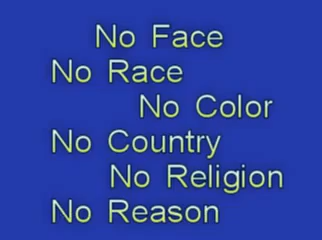 No Face
No Race
No Color
No Country
No Religion
No Reason